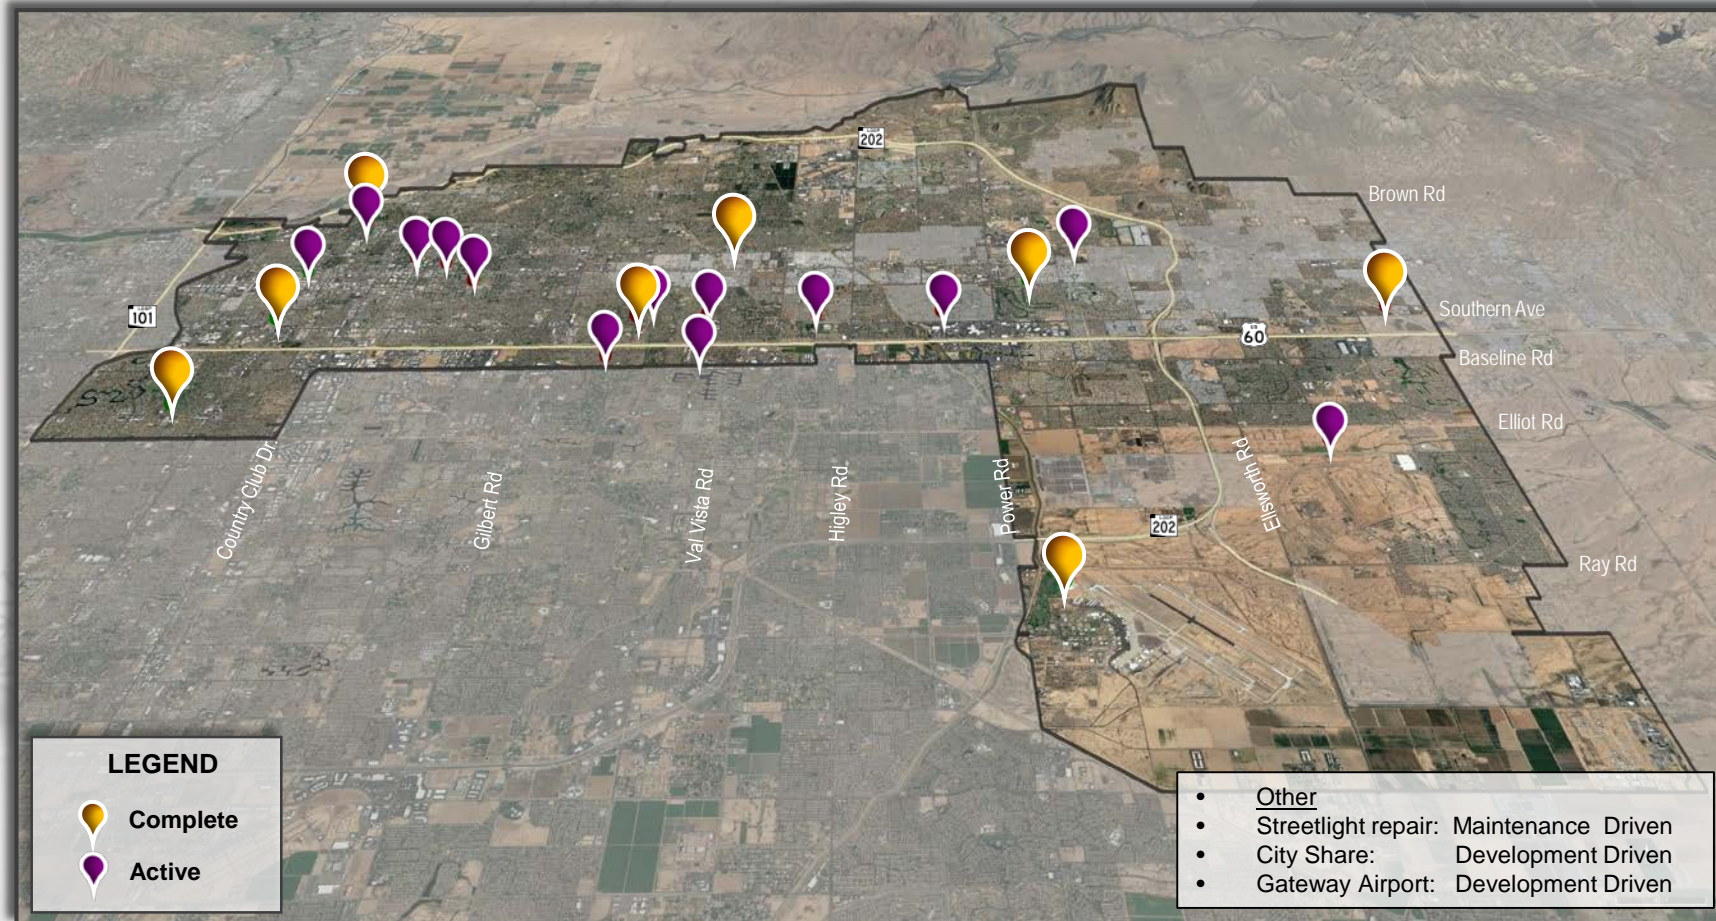 LOOP
202
Brown Rd
101
Southern Ave
60
Baseline Rd
Elliot Rd
Country Club Dr.
Gilbert Rd
Val Vista Rd
Higley Rd
Power Rd
Ellsworth Rd
LOOP
202
Ray Rd
LEGEND
Complete
Active
• Other
• Streetlight repair: Maintenance Driven
• City Share: Development Driven
• Gateway Airport: Development Driven